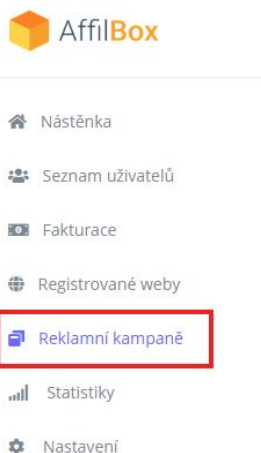 AffilBox
Nástěnka
Seznam uživatelů
Fakturace
Registrované weby
Reklamní kampaně
Statistiky
Nastavení